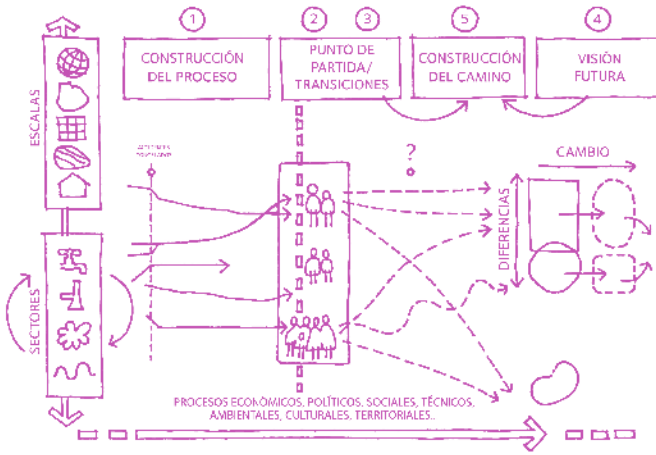 1
2
3
5
4
CONSTRUCCIÓN
DEL PROCESO
PUNTO DE
PARTIDA/
TRANSICIONES
CONSTRUCCIÓN
DEL CAMINO
VISIÓN
FUTURA
ESCALAS
SECTORES
?
CAMBIO
DIFERENCIAS
PROCESOS ECONÓMICOS, POLÍTICOS, SOCIALES, TÉCNICOS,
AMBIENTALES, CULTURALES, TERRITORIALES..